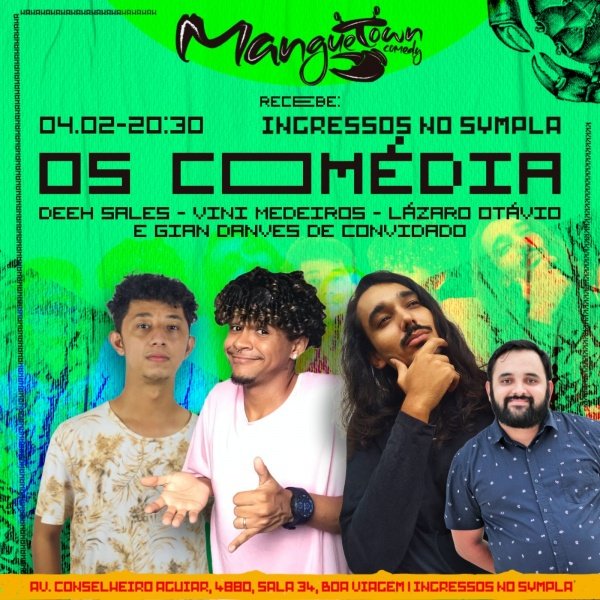 MangueTown
comedy
RECEBE:
04.02-20:30 INGRESSOS NO SYMPLA
OS COMÉDIA
DEEH SALES - VINI MEDEIROS - LÁZARO OTÁVIO
E GIAN DANVES DE CONVIDADO
AV. CONSELHEIRO AGUIAR, 4880, SALA 34, BOA VIAGEM | INGRESSOS NO SYMPLA